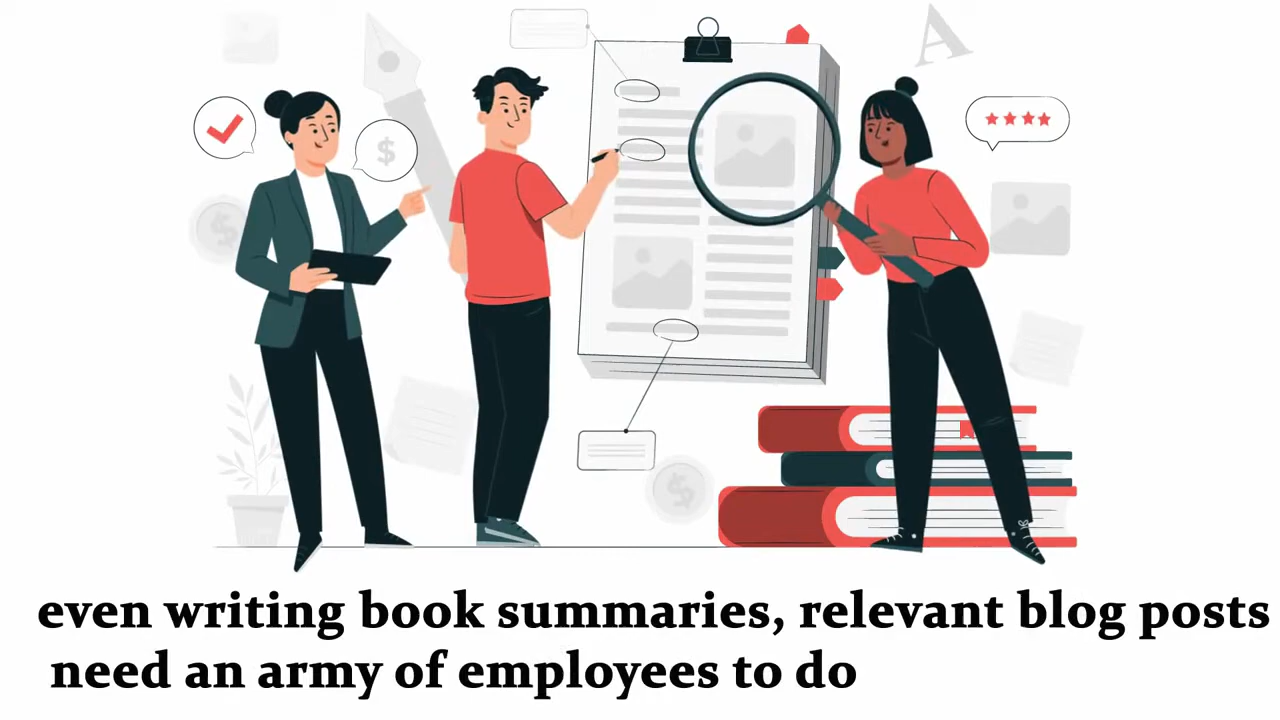 A
$
$
$
even writing book summaries, relevant blog posts
need an army of employees to do